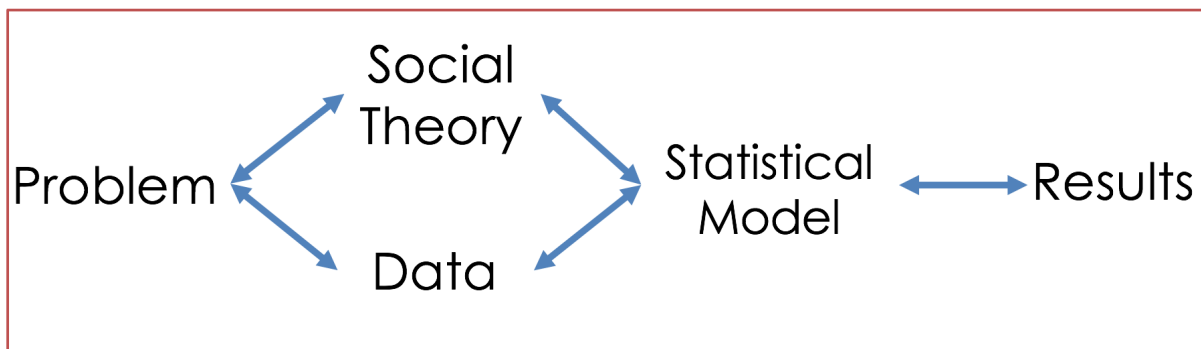 Social
Theory
Problem
Statistical
Model
Results
Data